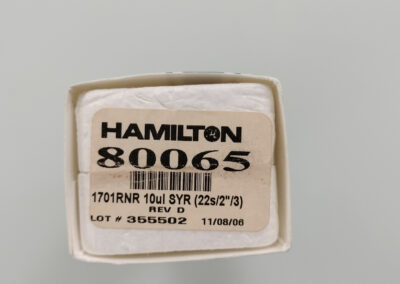 HAMILTON
80065
1701RNR 10ul SYR (22s/2"/3)
REV D
LOT # 355502 11/08/06